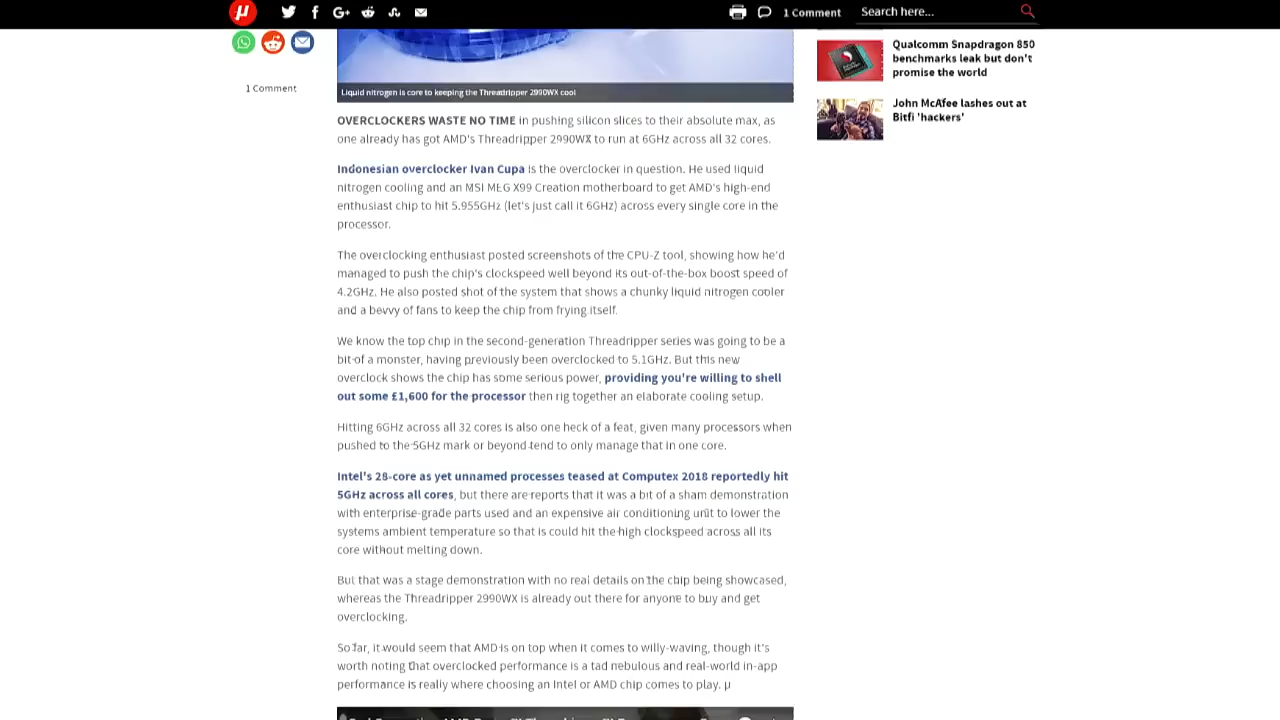 μ
1 Comment
Search here...
1 Comment
Liquid nitrogen is core to keeping the Threadripper 2990WX cool
OVERCLOCKERS WASTE NO TIME in pushing silicon slices to their absolute max, as
one already has got AMD's Threadripper 2990WX to run at 6GHz across all 32 cores.
Indonesian overclocker Ivan Cupa is the overclocker in question. He used liquid
nitrogen cooling and an MSI MEG X99 Creation motherboard to get AMD's high-end
enthusiast chip to hit 5.955GHz (let's just call it 6GHz) across every single core in the
processor.
The overclocking enthusiast posted screenshots of the CPU-Z tool, showing how he'd
managed to push the chip's clockspeed well beyond its out-of-the-box boost speed of
4.2GHz. He also posted shot of the system that shows a chunky liquid nitrogen cooler
and a bevvy of fans to keep the chip from frying itself.
We know the top chip in the second-generation Threadripper series was going to be a
bit of a monster, having previously been overclocked to 5.1GHz. But this new
overclock shows the chip has some serious power, providing you're willing to shell
out some £1,600 for the processor then rig together an elaborate cooling setup.
Hitting 6GHz across all 32 cores is also one heck of a feat, given many processors when
pushed to the 5GHz mark or beyond tend to only manage that in one core.
Intel's 28-core as yet unnamed processes teased at Computex 2018 reportedly hit
5GHz across all cores, but there are reports that it was a bit of a sham demonstration
with enterprise-grade parts used and an expensive air conditioning unit to lower the
systems ambient temperature so that is could hit the high clockspeed across all its
core without melting down.
But that was a stage demonstration with no real details on the chip being showcased,
whereas the Threadripper 2990WX is already out there for anyone to buy and get
overclocking.
So far, it would seem that AMD is on top when it comes to willy-waving, though it's
worth noting that overclocked performance is a tad nebulous and real-world in-app
performance is really where choosing an Intel or AMD chip comes to play. μ
Qualcomm Snapdragon 850
benchmarks leak but don't
promise the world
John McAfee lashes out at
Bitfi 'hackers'